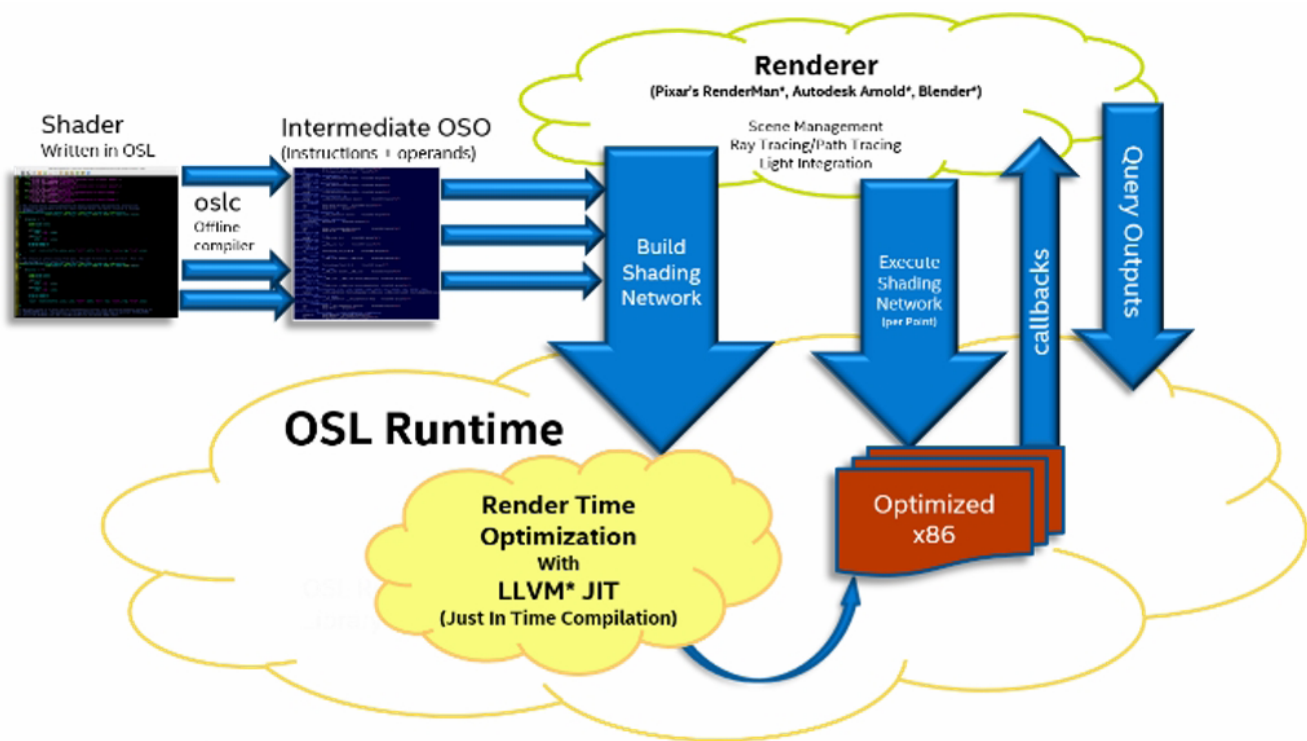 Renderer
(Pixar's RenderMan*, Autodesk Arnold*, Blender*)
Scene Management
Ray Tracing/Path Tracing
Light Integration
Shader
Written in OSL
Intermediate OSO
(Instructions + operands)
oslc
Offline
compiler
Build
Shading
Network
Execute
Shading
Network
(per Point)
callbacks
Query Outputs
OSL Runtime
Render Time
Optimization
With
LLVM* JIT
(Just In Time Compilation)
Optimized
x86